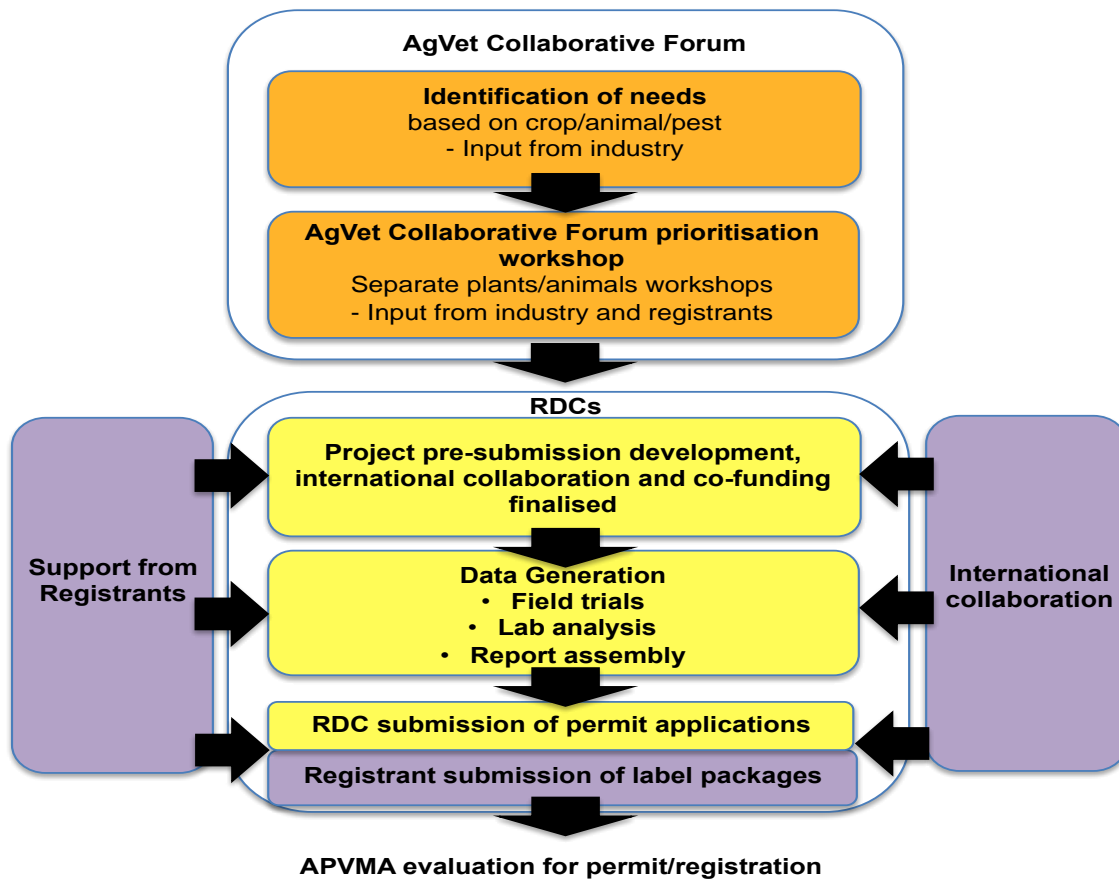 AgVet Collaborative Forum
Identification of needs
based on crop/animal/pest
- Input from industry
AgVet Collaborative Forum prioritisation
workshop
Separate plants/animals workshops
- Input from industry and registrants
RDCs
Project pre-submission development,
international collaboration and co-funding
finalised
Support from
Registrants
International
collaboration
Data Generation
• Field trials
• Lab analysis
• Report assembly
RDC submission of permit applications
Registrant submission of label packages
APVMA evaluation for permit/registration